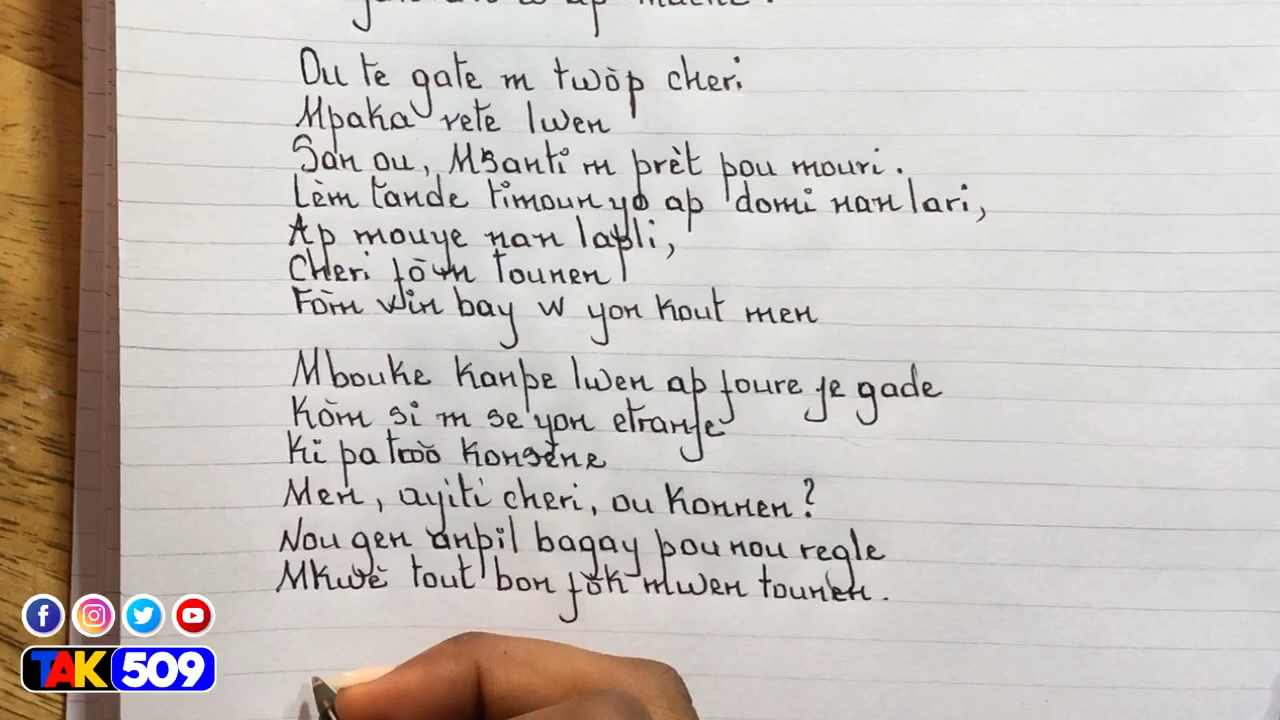 Ou te gate m twòp cheri
Mpaka rete lwen
San ou, Msanti m prèt pou mouri.
Lèm tande timoun yo ap domi nan lari,
Ap mouye nan lapli,
Cheri fòwn tounen
Fòm vin bay w yon kout men
Mbouke kanpe lwen ap foure je gade
Kòm si m se yon etranje
Ki pa twò konsène
Men, ayiti cheri, ou konnen?
Nou gen anpil bagay pou nou regle
Mkwè tout bon fòk mwen tounen.
TAK 509